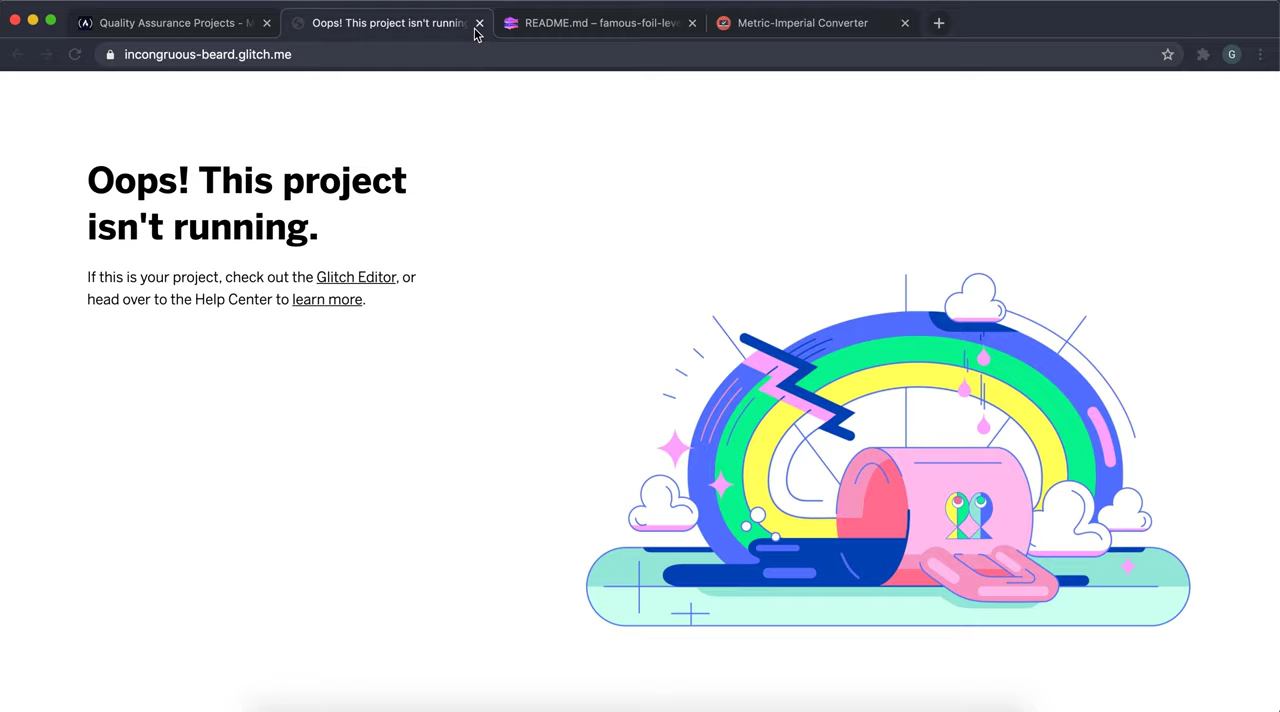 Quality Assurance Projects - M
Oops! This project isn't runnin
README.md – famous-foil-leve
Metric-Imperial Converter
incongruous-beard.glitch.me
G
Oops! This project
isn't running.
If this is your project, check out the Glitch Editor, or
head over to the Help Center to learn more.